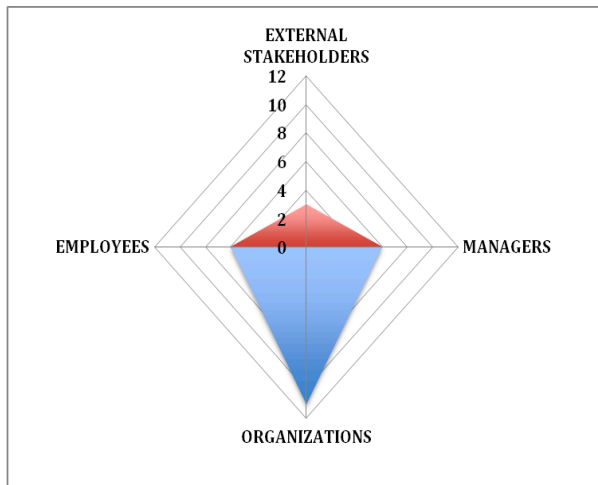 EXTERNAL
STAKEHOLDERS
12
10
8
6
4
2
0
EMPLOYEES
MANAGERS
ORGANIZATIONS